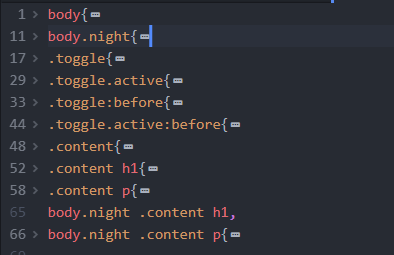 1 > body{
11 > body.night{
17 > .toggle{
29 > .toggle.active{
33 > .toggle:before{
44 > .toggle.active:before{
48 > .content{
52 > .content h1{
58 > .content p{
65 body.night .content h1,
66 > body.night .content p{